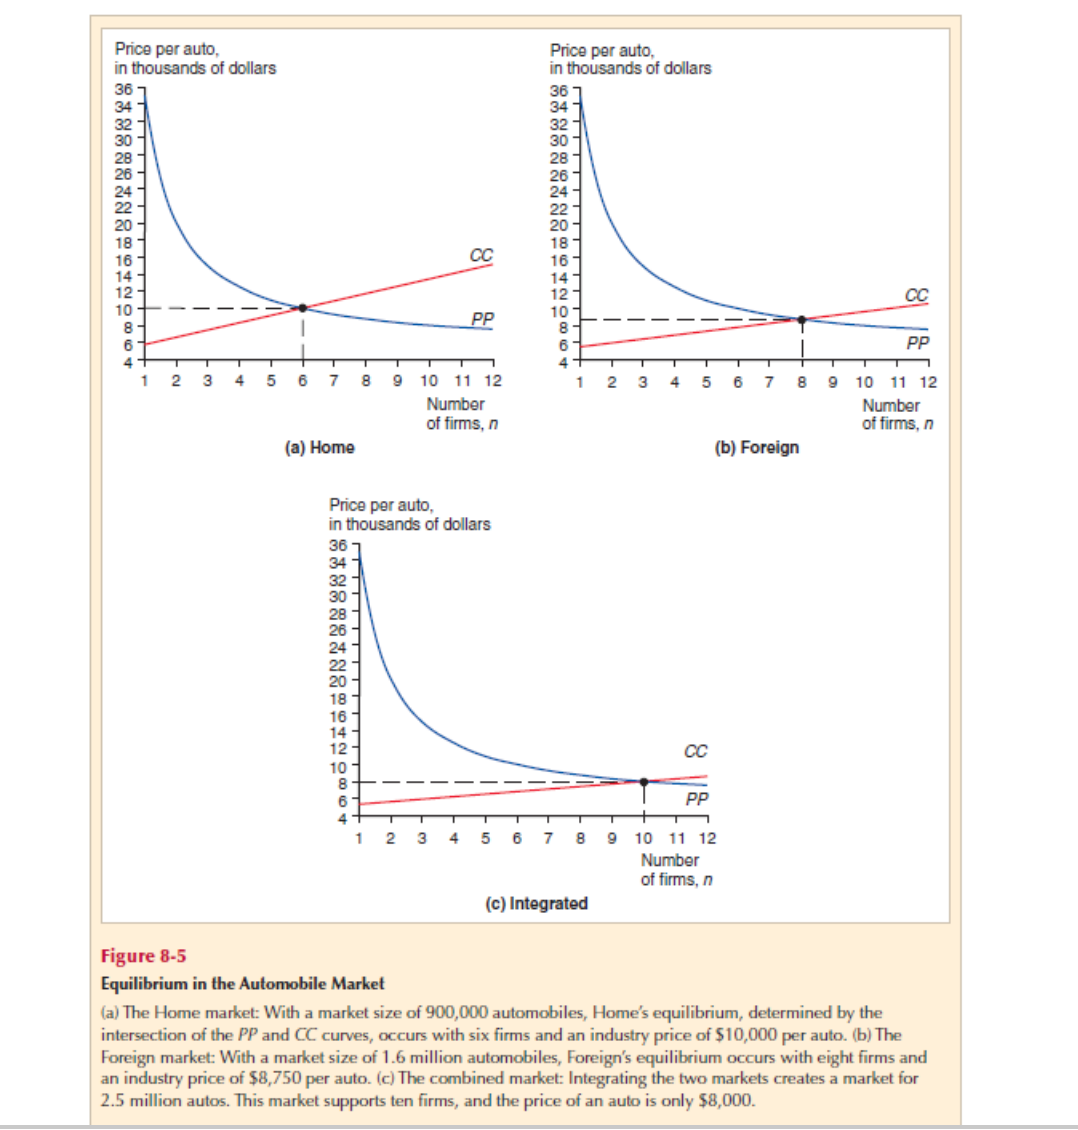 Price per auto,
in thousands of dollars
36
34
32
30
28
26
24
22
20
18
16
14
12
10
8
6
4
CC
PP
1 2 3 4 5 6 7 8 9 10 11 12
Number
of firms, n
(a) Home
Price per auto,
in thousands of dollars
36
34
32
30
28
26
24
22
20
18
16
14
12
10
8
6
4
CC
PP
1 2 3 4 5 6 7 8 9 10 11 12
Number
of firms, n
(b) Foreign
Price per auto,
in thousands of dollars
36
34
32
30
28
26
24
22
20
18
16
14
12
10
8
6
4
CC
PP
1 2 3 4 5 6 7 8 9 10 11 12
Number
of firms, n
(c) Integrated
Figure 8-5
Equilibrium in the Automobile Market
(a) The Home market: With a market size of 900,000 automobiles, Home's equilibrium, determined by the
intersection of the PP and CC curves, occurs with six firms and an industry price of $10,000 per auto. (b) The
Foreign market: With a market size of 1.6 million automobiles, Foreign's equilibrium occurs with eight firms and
an industry price of $8,750 per auto. (c) The combined market: Integrating the two markets creates a market for
2.5 million autos. This market supports ten firms, and the price of an auto is only $8,000.